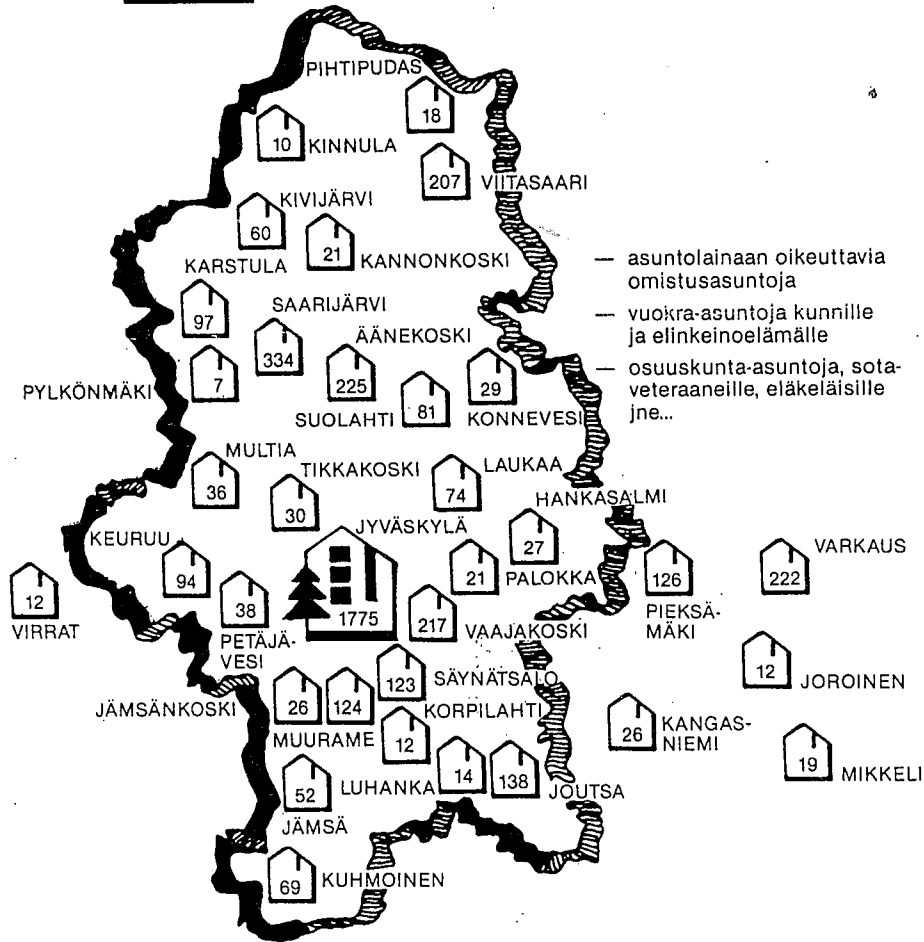 PIHTIPUDAS
18
10 KINNULA
207 VIITASAARI
KIVIJÄRVI
60
21 KANNONKOSKI
KARSTULA
97
SAARIJÄRVI
334
ÄÄNEKOSKI
225
PYLKÖNMÄKI
7
SUOLAHTI
81
29
KONNEVESI
— asuntolainaan oikeuttavia
omistusasuntoja
— vuokra-asuntoja kunnille
ja elinkeinoelämälle
— osuuskunta-asuntoja, sota-
veteraaneille, eläkeläisille
jne...
MULTIA
36
TIKKAKOSKI
30
LAUKAA
74
HANKASALMI
27
KEURUU
94
JYVÄSKYLÄ
1775
21
PALOKKA
12
VIRRAT
38
PETÄJÄ-
VESI
217
VAAJAKOSKI
126
PIEKSÄ-
MÄKI
VARKAUS
222
12
JOROINEN
JÄMSÄNKOSKI
26
124
MUURAME
123
SÄYNÄTSALO
KORPILAHTI
12
26
KANGAS-
NIEMI
19
MIKKELI
52
JÄMSÄ
LUHANKA
14
138
JOUTSA
69
KUHMOINEN